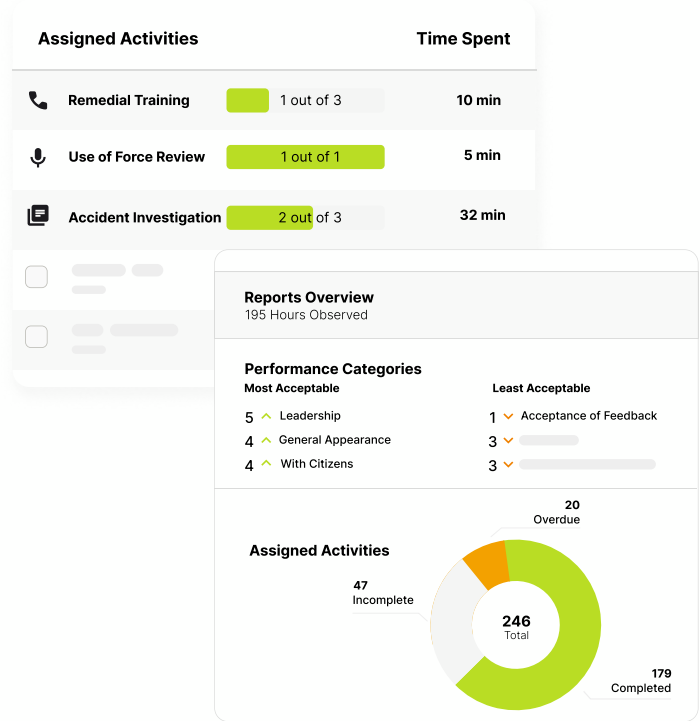 Assigned Activities Time Spent
Remedial Training 1 out of 3 10 min
Use of Force Review 1 out of 1 5 min
Accident Investigation 2 out of 3 32 min
Reports Overview
195 Hours Observed
Performance Categories
Most Acceptable Least Acceptable
5 Leadership 1 Acceptance of Feedback
4 General Appearance 3
4 With Citizens 3
20
Overdue
Assigned Activities
47
Incomplete
246
Total
179
Completed